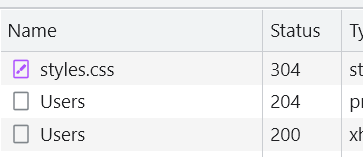 Name Status Ty
styles.css 304 st
Users 204 pr
Users 200 xh